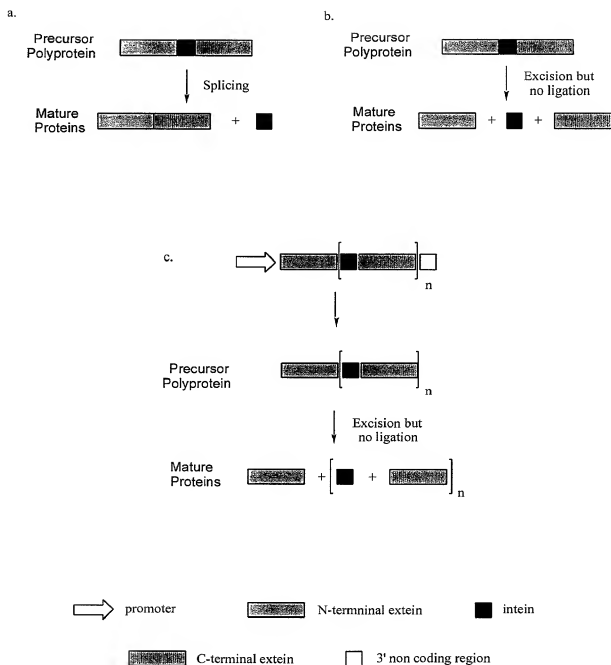 a.
Precursor
Polyprotein
Splicing
Mature
Proteins
+
b.
Precursor
Polyprotein
Excision but
no ligation
Mature
Proteins
+ +
c.
n
Precursor
Polyprotein
n
Excision but
no ligation
Mature
Proteins
+ +
n
promoter
N-termninal extein
intein
C-terminal extein
3' non coding region